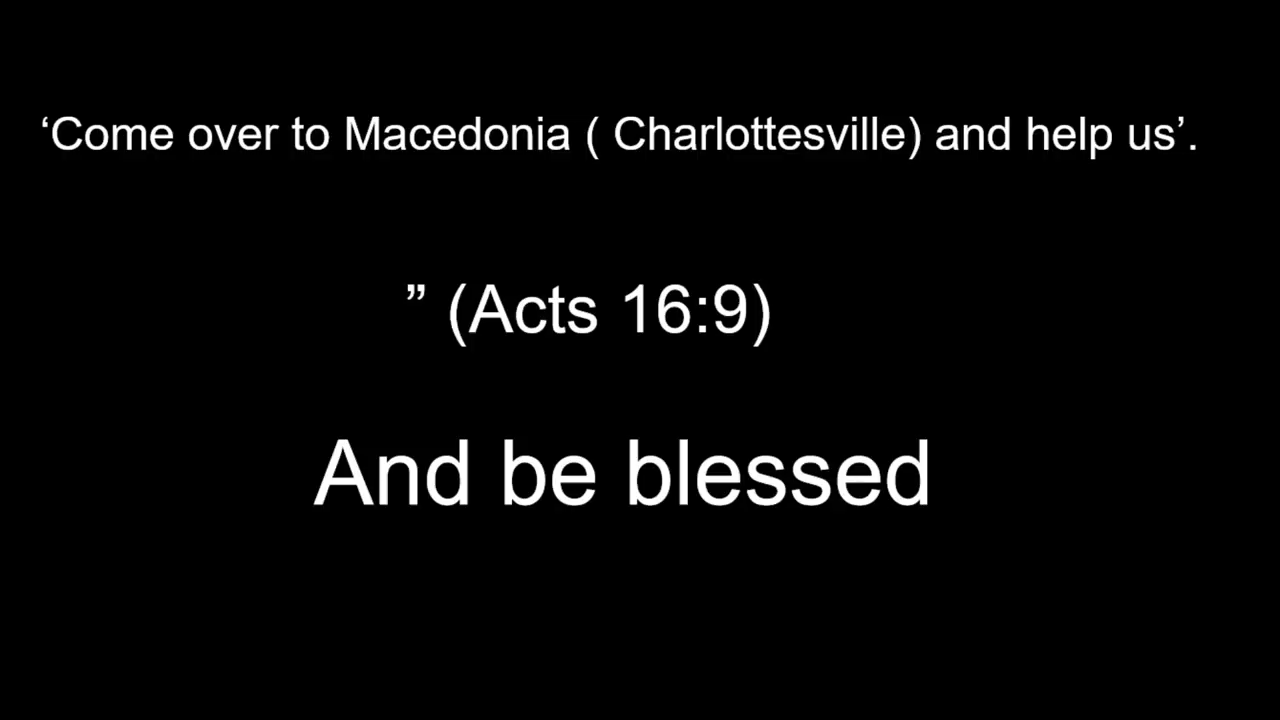 ‘Come over to Macedonia ( Charlottesville) and help us’.
” (Acts 16:9)
And be blessed